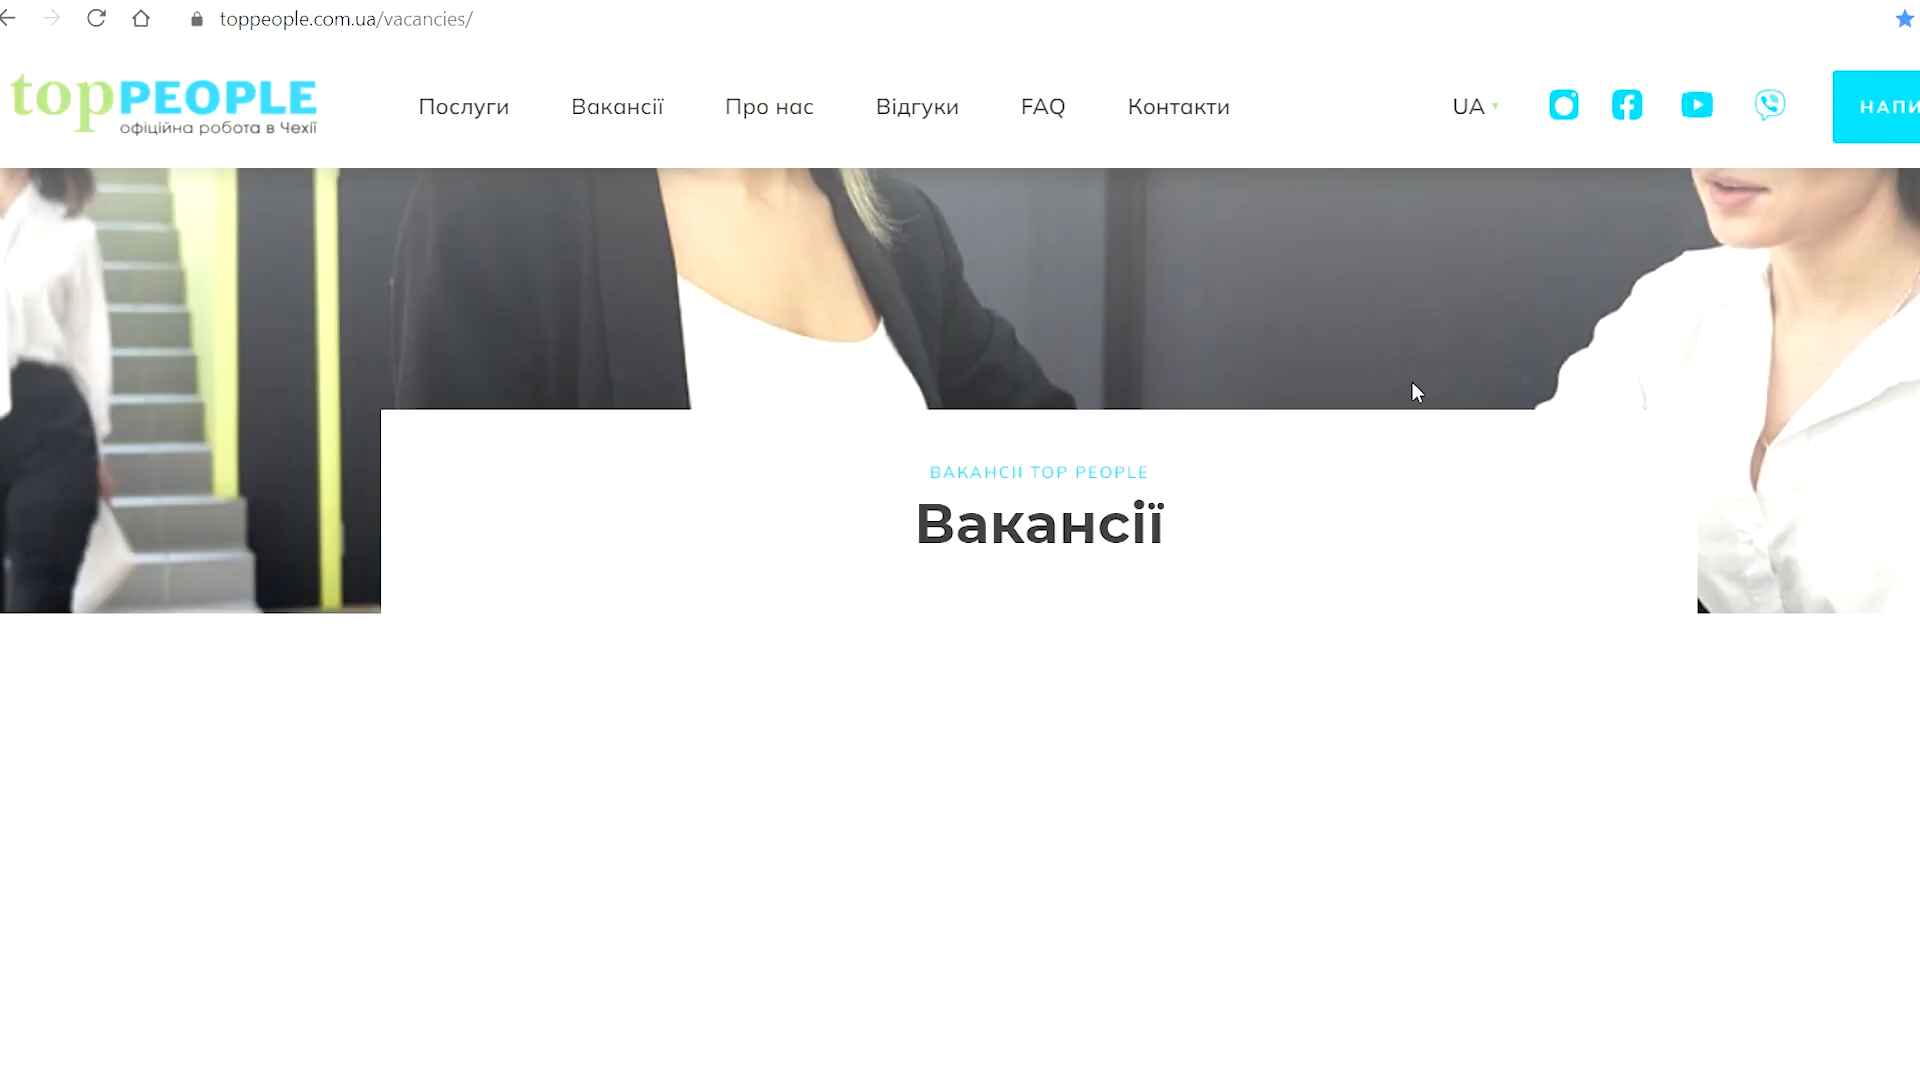 toppeople.com.ua/vacancies/
topPEOPLE
офіційна робота в Чехії
Послуги
Вакансії
Про нас
Відгуки
FAQ
Контакти
UA
ВАКАНСІЇ TOP PEOPLE
Вакансії